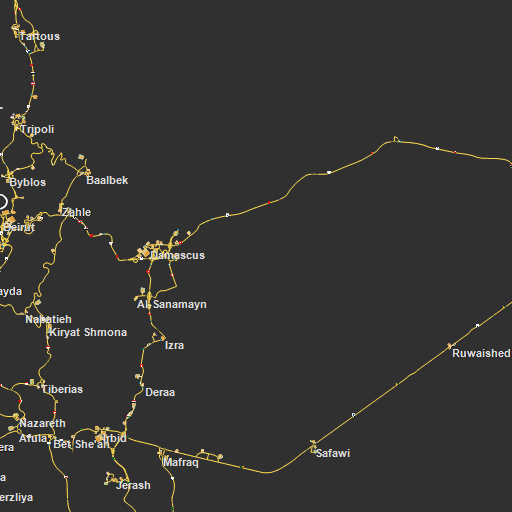 Tartous
Tripoli
Baalbek
Byblos
Zahle
Beirut
Damascus
ayda
Al Sanamayn
Nabatieh
Kiryat Shmona
Izra
Ruwaished
Tiberias
Deraa
Nazareth
Afula
Irbid
era
Bet She'an
Safawi
Mafraq
a
Jerash
erzliya